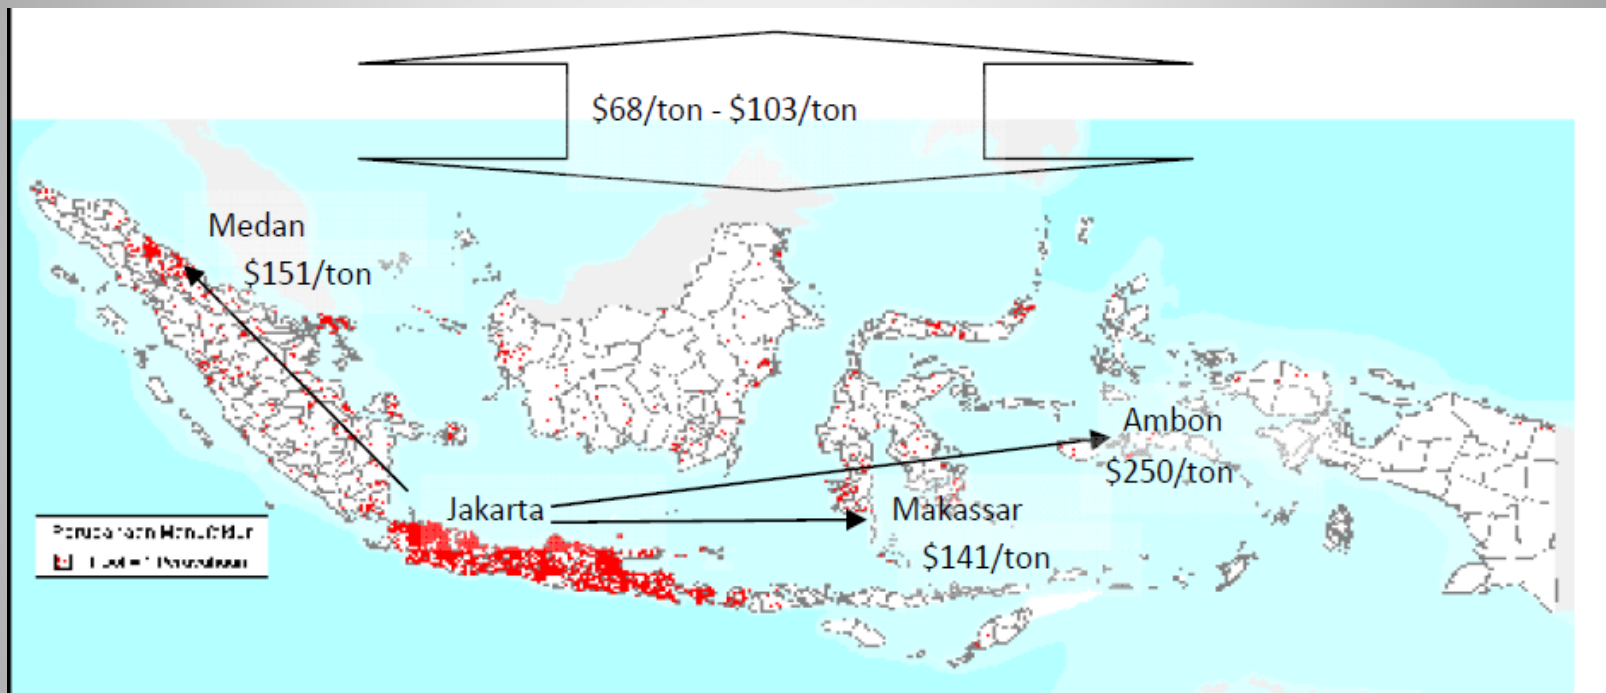 $68/ton - $103/ton
Medan
$151/ton
Ambon
$250/ton
Jakarta
Makassar
$141/ton